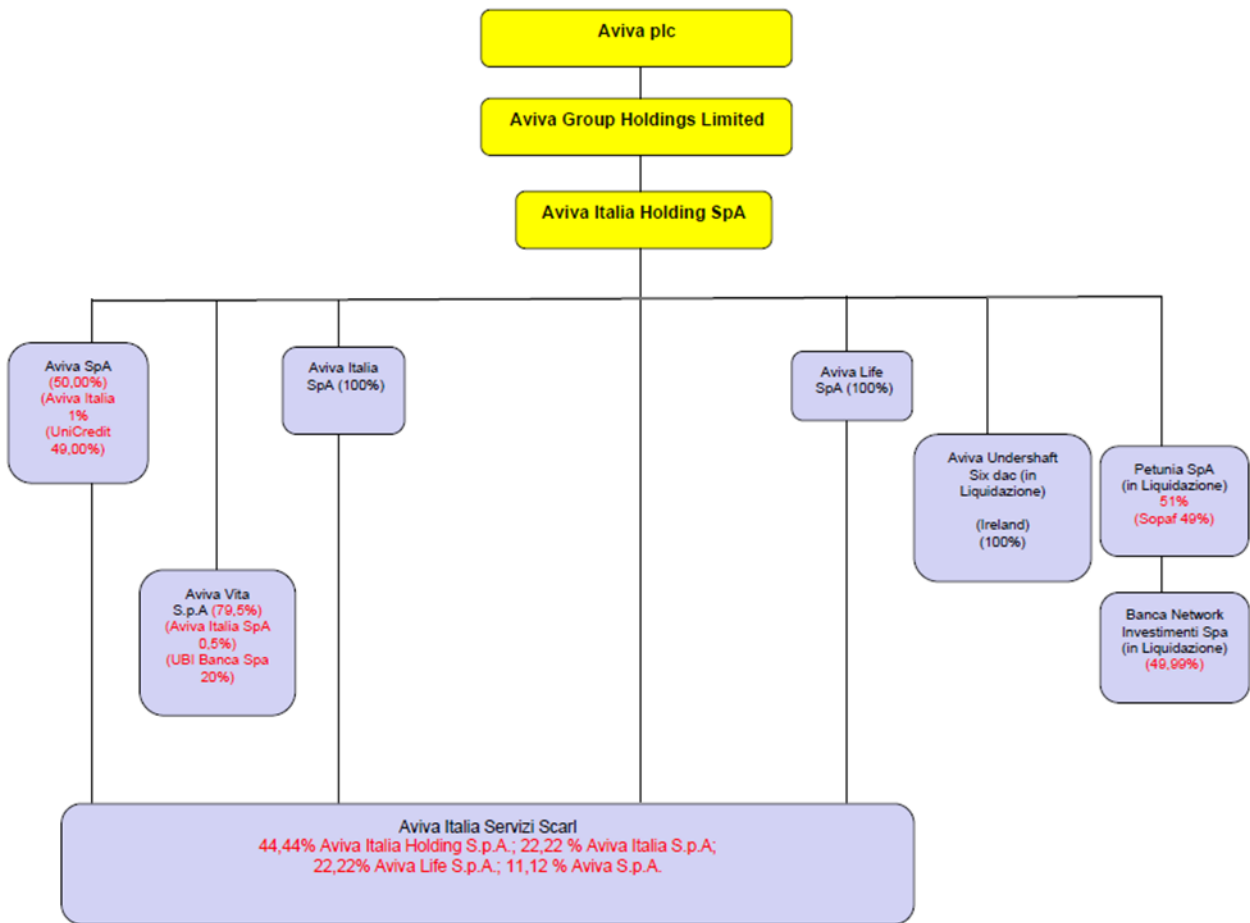 Aviva plc
Aviva Group Holdings Limited
Aviva Italia Holding SpA
Aviva SpA
(50,00%)
(Aviva Italia
1%
(UniCredit
49,00%)
Aviva Italia
SpA (100%)
Aviva Life
SpA (100%)
Aviva Undershaft
Six dac (in
Liquidazione)
(Ireland)
(100%)
Petunia SpA
(in Liquidazione)
51%
(Sopaf 49%)
Aviva Vita
S.p.A (79,5%)
(Aviva Italia SpA
0,5%)
(UBI Banca Spa
20%)
Banca Network
Investimenti Spa
(in Liquidazione)
(49,99%)
Aviva Italia Servizi Scarl
44,44% Aviva Italia Holding S.p.A.; 22,22 % Aviva Italia S.p.A;
22,22% Aviva Life S.p.A.; 11,12 % Aviva S.p.A.